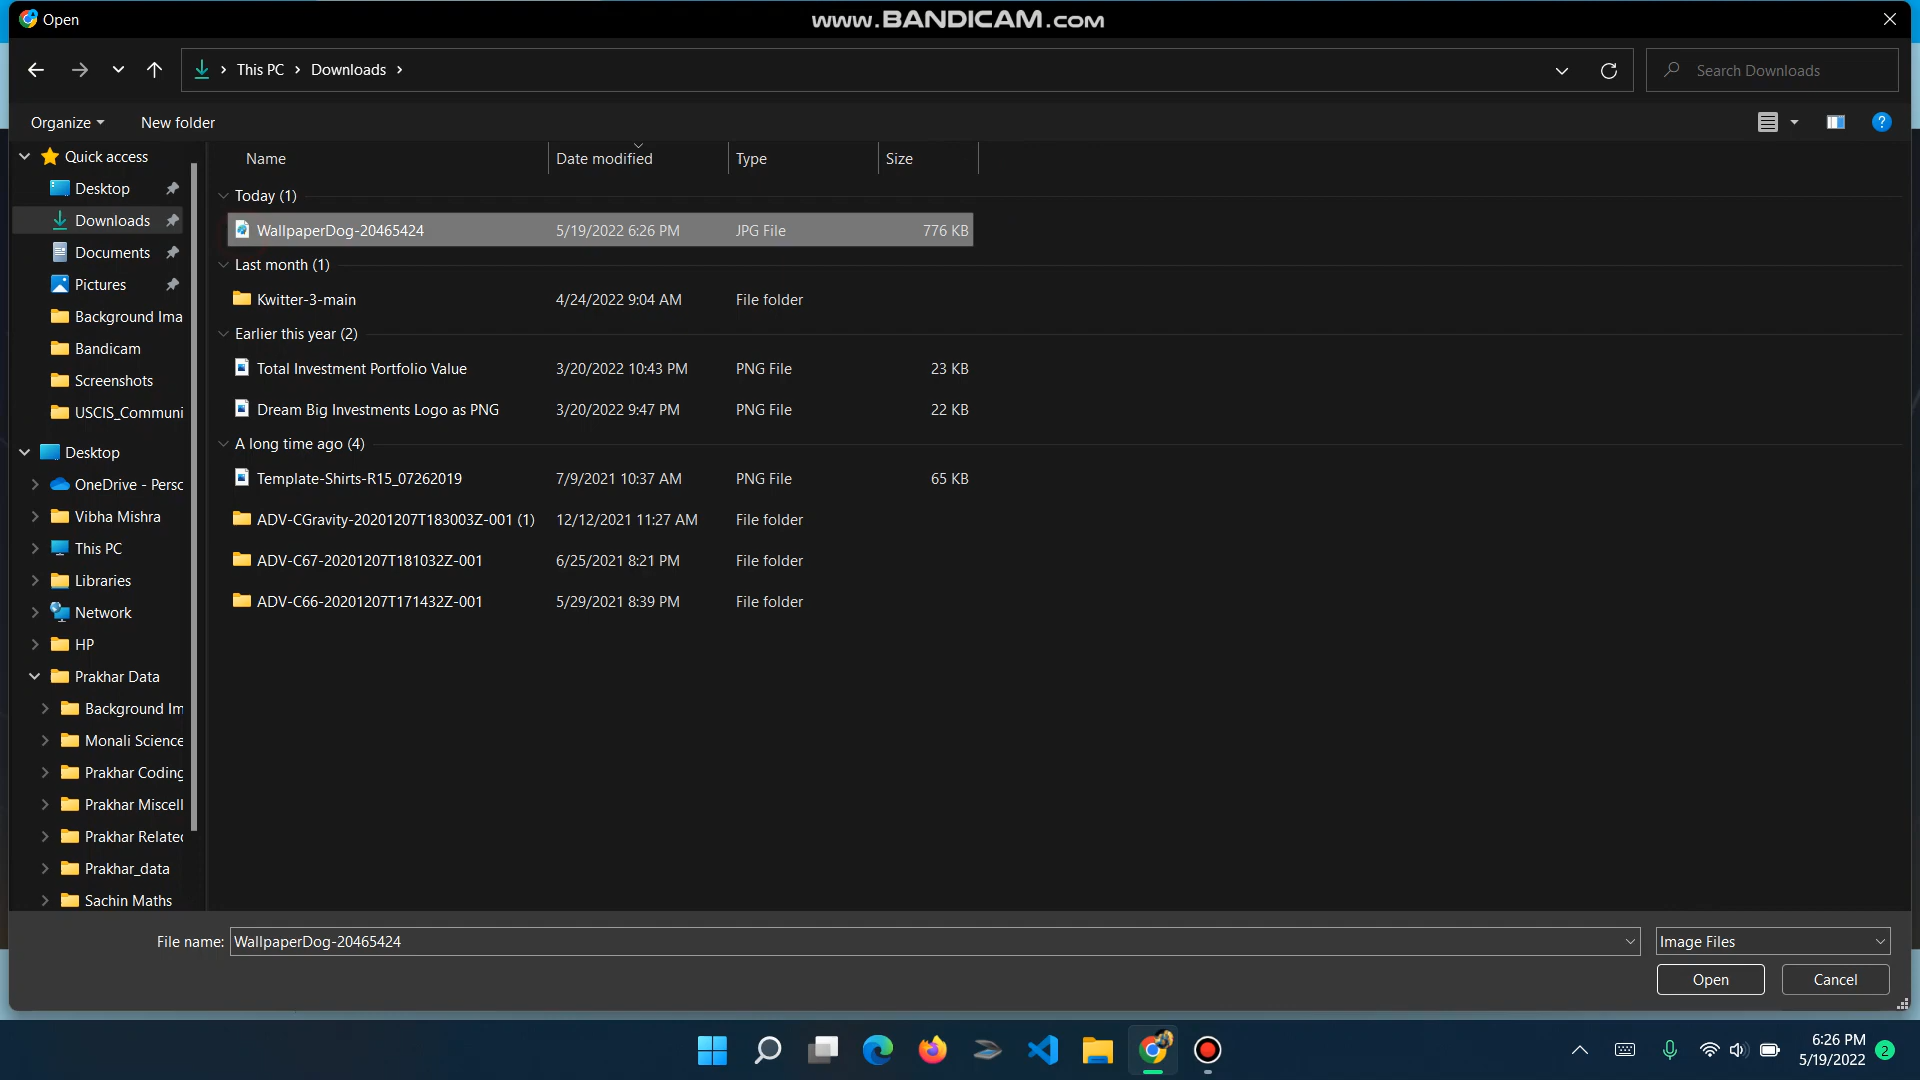 Open
www.BANDICAM.com
This PC
Downloads
Search Downloads
Organize
New folder
Quick access
Desktop
Downloads
Documents
Pictures
Background Ima
Bandicam
Screenshots
USCIS_Communi
Desktop
OneDrive - Persc
Vibha Mishra
This PC
Libraries
Network
HP
Prakhar Data
Background Im
Monali Science
Prakhar Coding
Prakhar Miscell
Prakhar Related
Prakhar_data
Sachin Maths
Name Date modified Type Size
Today (1)
WallpaperDog-20465424 5/19/2022 6:26 PM JPG File 776 KB
Last month (1)
Kwitter-3-main 4/24/2022 9:04 AM File folder
Earlier this year (2)
Total Investment Portfolio Value 3/20/2022 10:43 PM PNG File 23 KB
Dream Big Investments Logo as PNG 3/20/2022 9:47 PM PNG File 22 KB
A long time ago (4)
Template-Shirts-R15_07262019 7/9/2021 10:37 AM PNG File 65 KB
ADV-CGravity-20201207T183003Z-001 (1) 12/12/2021 11:27 AM File folder
ADV-C67-20201207T181032Z-001 6/25/2021 8:21 PM File folder
ADV-C66-20201207T171432Z-001 5/29/2021 8:39 PM File folder
File name: WallpaperDog-20465424
Image Files
Open
Cancel
6:26 PM
5/19/2022
2